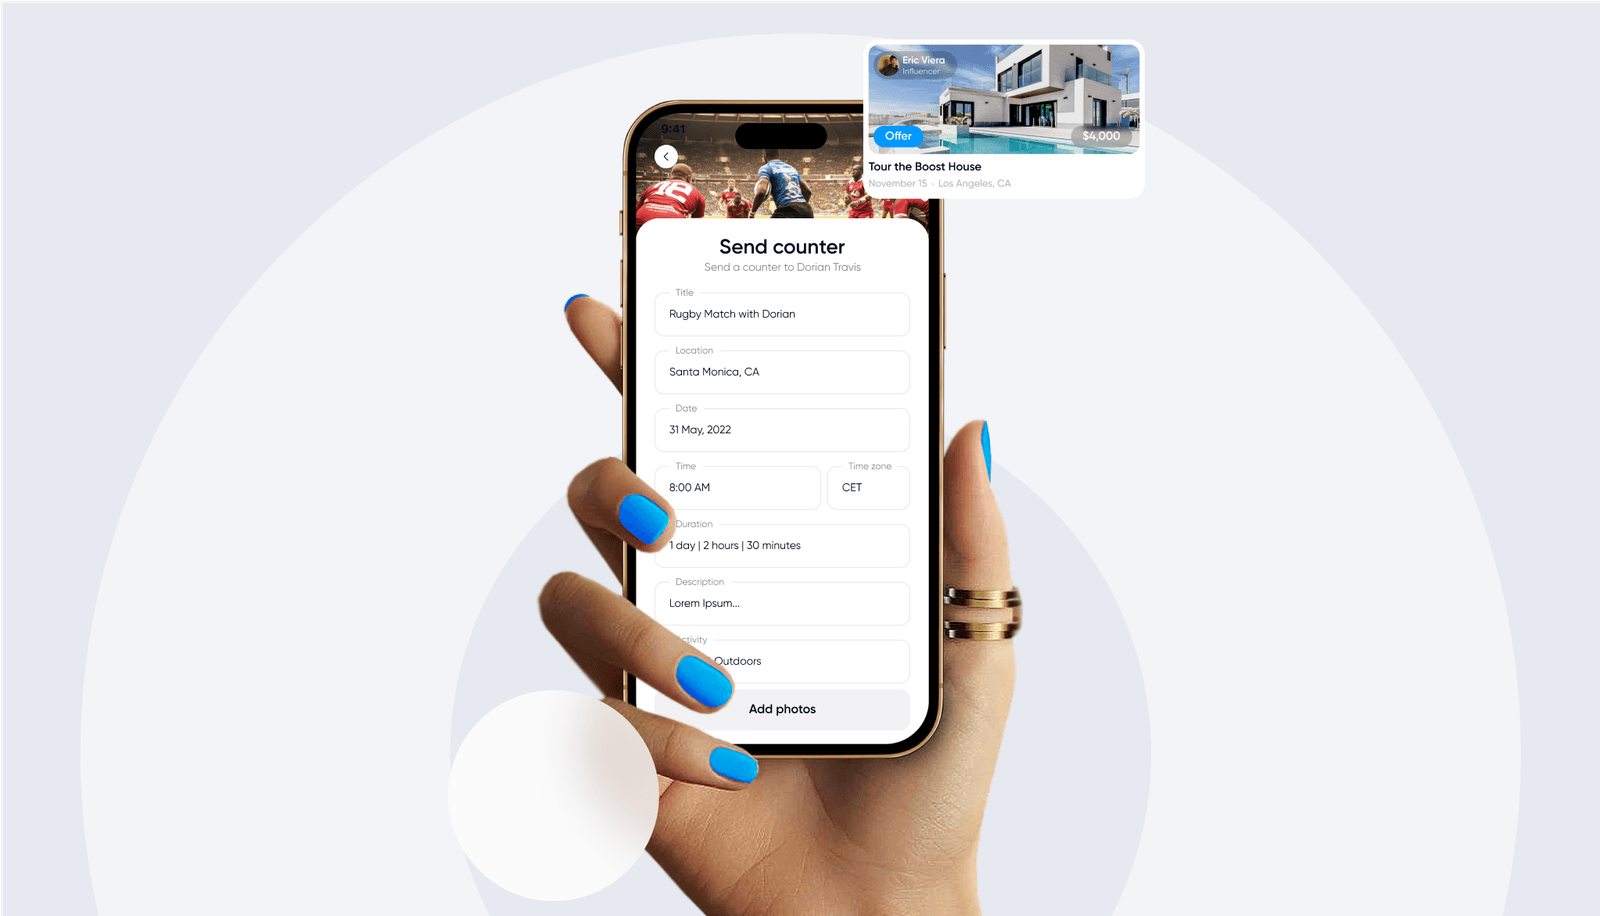 9:41
Eric Viera
Influencer
Offer
$4,000
Tour the Boost House
November 15 · Los Angeles, CA
18
Send counter
Send a counter to Dorian Travis
Title
Rugby Match with Dorian
Location
Santa Monica, CA
Date
31 May, 2022
Time
Time zone
8:00 AM
CET
Duration
1 day | 2 hours | 30 minutes
Description
Lorem Ipsum...
Outdoors
Add photos